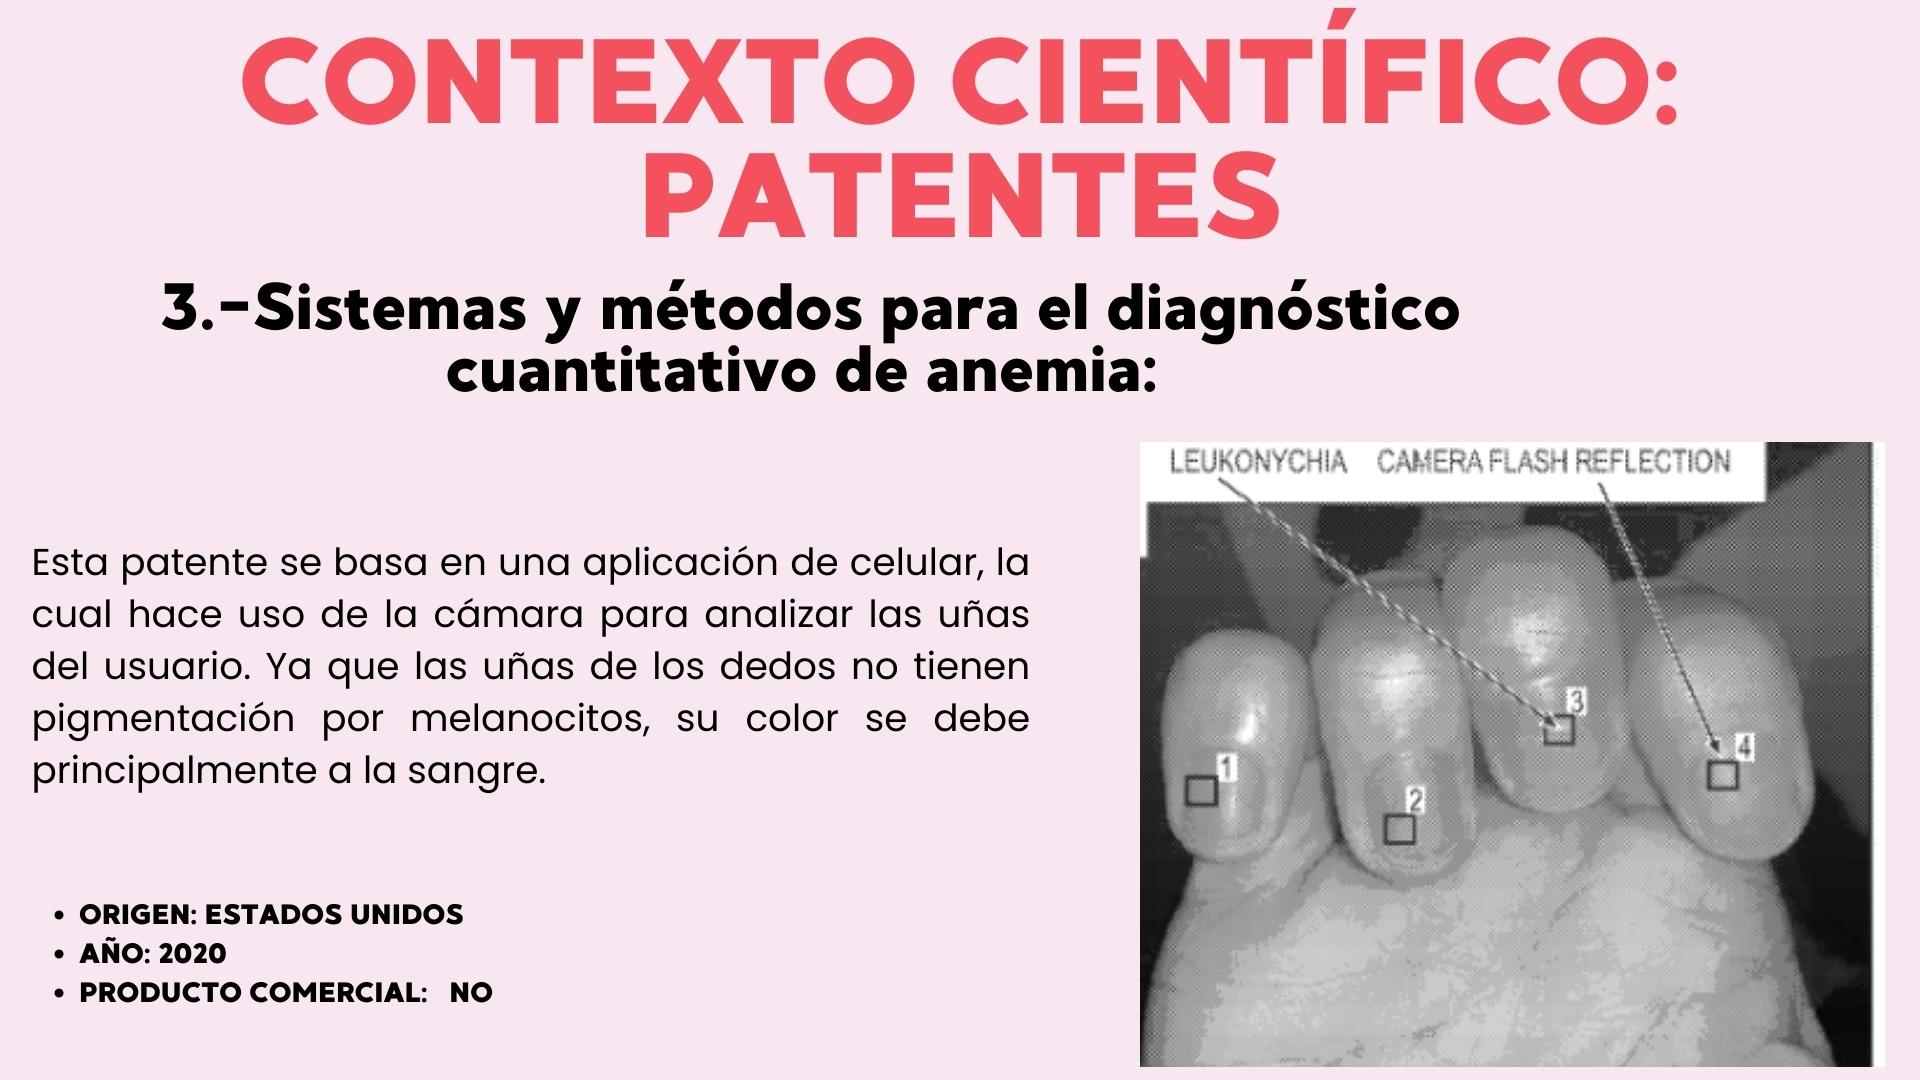 CONTEXTO CIENTÍFICO:
PATENTES
3.-Sistemas y métodos para el diagnóstico
cuantitativo de anemia:
LEUKONYCHIA CAMERA FLASH REFLECTION
Esta patente se basa en una aplicación de celular, la
cual hace uso de la cámara para analizar las uñas
del usuario. Ya que las uñas de los dedos no tienen
pigmentación por melanocitos, su color se debe
principalmente a la sangre.
1
2
3
4
• ORIGEN: ESTADOS UNIDOS
• AÑO: 2020
• PRODUCTO COMERCIAL: NO